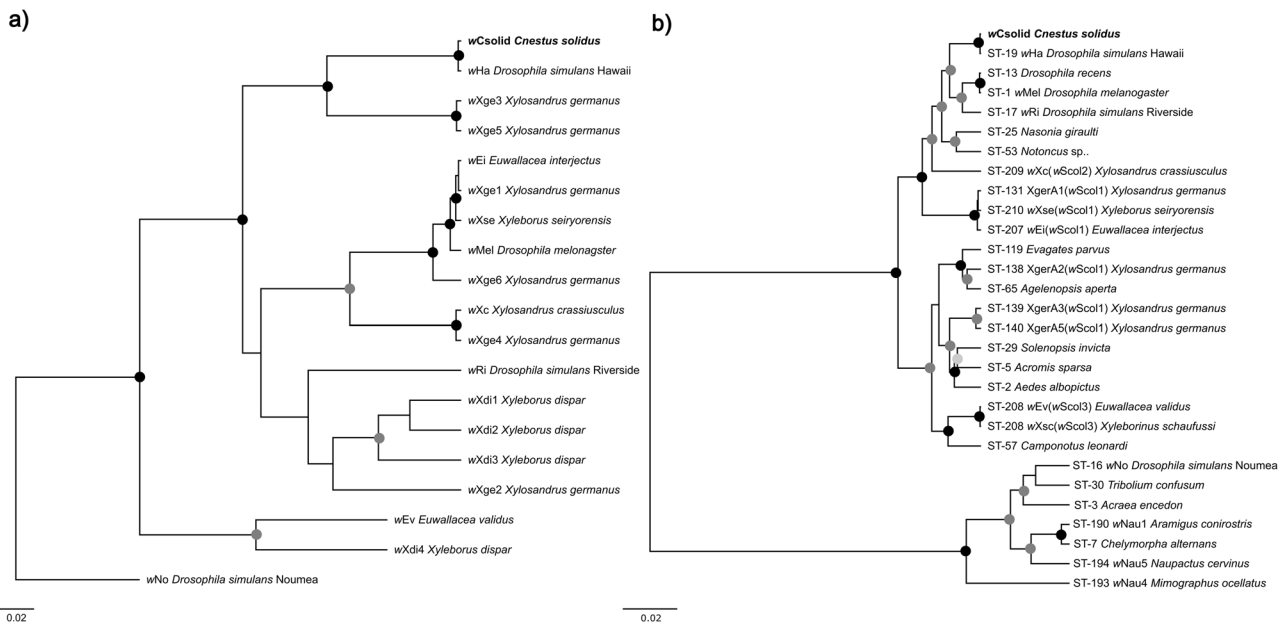 a)
wCsolid Cnestus solidus
wHa Drosophila simulans Hawaii
wXge3 Xylosandrus germanus
wXge5 Xylosandrus germanus
wEi Euwallacea interjectus
wXge1 Xylosandrus germanus
wXse Xyleborus seiryorensis
wMel Drosophila melonagster
wXge6 Xylosandrus germanus
wXc Xylosandrus crassiusculus
wXge4 Xylosandrus germanus
wRi Drosophila simulans Riverside
wXdi1 Xyleborus dispar
wXdi2 Xyleborus dispar
wXdi3 Xyleborus dispar
wXge2 Xylosandrus germanus
wEv Euwallacea validus
wXdi4 Xyleborus dispar
wNo Drosophila simulans Noumea
0.02
b)
wCsolid Cnestus solidus
ST-19 wHa Drosophila simulans Hawaii
ST-13 Drosophila recens
ST-1 wMel Drosophila melanogaster
ST-17 wRi Drosophila simulans Riverside
ST-25 Nasonia giraulti
ST-53 Notoncus sp..
ST-209 wXc(wScol2) Xylosandrus crassiusculus
ST-131 XgerA1(wScol1) Xylosandrus germanus
ST-210 wXse(wScol1) Xyleborus seiryorensis
ST-207 wEi(wScol1) Euwallacea interjectus
ST-119 Evagates parvus
ST-138 XgerA2(wScol1) Xylosandrus germanus
ST-65 Agelenopsis aperta
ST-139 XgerA3(wScol1) Xylosandrus germanus
ST-140 XgerA5(wScol1) Xylosandrus germanus
ST-29 Solenopsis invicta
ST-5 Acromis sparsa
ST-2 Aedes albopictus
ST-208 wEv(wScol3) Euwallacea validus
ST-208 wXsc(wScol3) Xyleborinus schaufussi
ST-57 Camponotus leonardi
ST-16 wNo Drosophila simulans Noumea
ST-30 Tribolium confusum
ST-3 Acraea encedon
ST-190 wNau1 Aramigus conirostris
ST-7 Chelymorpha alternans
ST-194 wNau5 Naupactus cervinus
ST-193 wNau4 Mimographus ocellatus
0.02